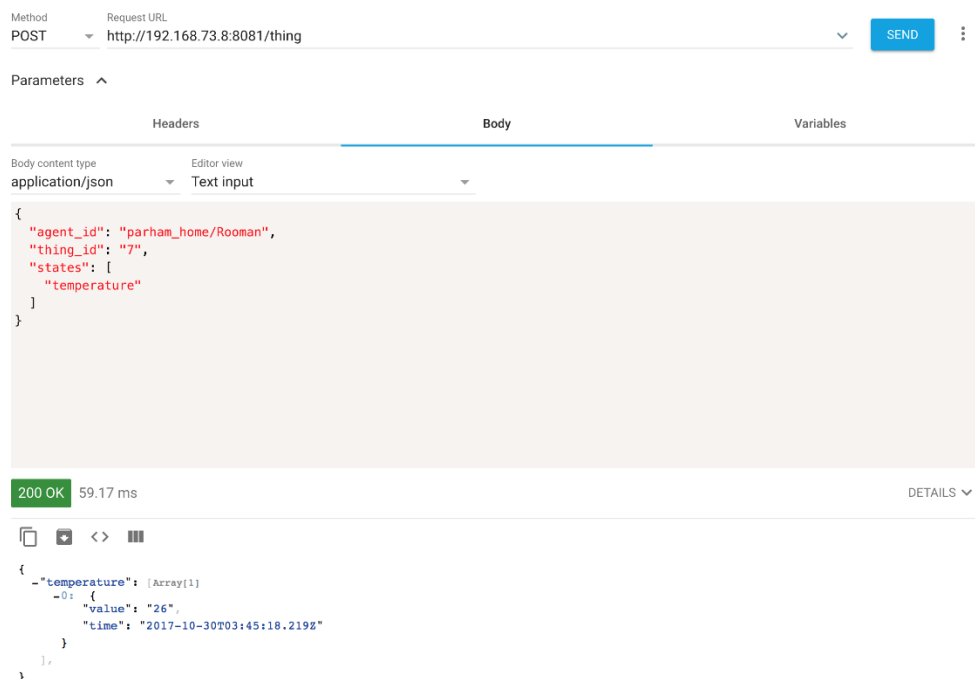 Method Request URL
POST http://192.168.73.8:8081/thing SEND
Parameters
Headers Body Variables
Body content type Editor view
application/json Text input
{
"agent_id": "parham_home/Rooman",
"thing_id": "7",
"states": [
"temperature"
]
}
200 OK 59.17 ms DETAILS
{
-"temperature": [Array[1]
-0: {
"value": "26",
"time": "2017-10-30T03:45:18.219Z"
}
],
}